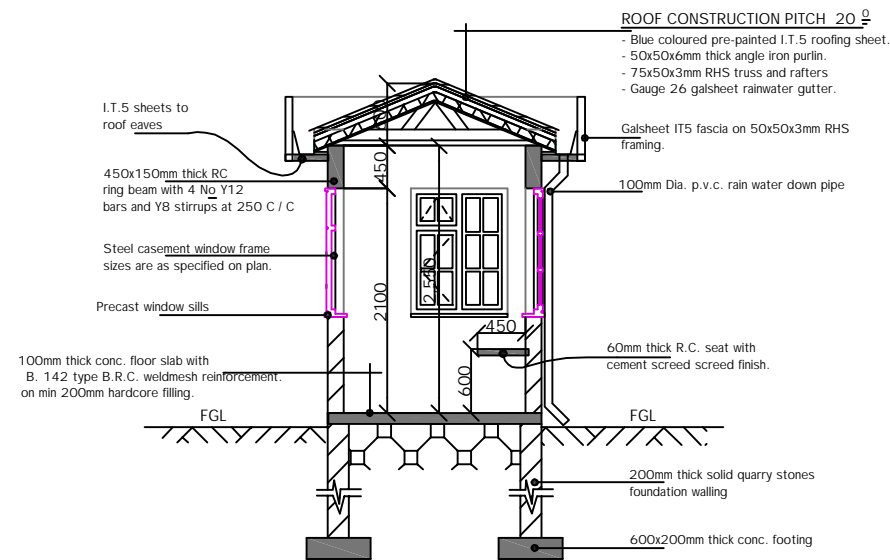 ROOF CONSTRUCTION PITCH 20 0
- Blue coloured pre-painted I.T.5 roofing sheet.
- 50x50x6mm thick angle iron purlin.
- 75x50x3mm RHS truss and rafters
- Gauge 26 galsheet rainwater gutter.
I.T.5 sheets to
roof eaves
Galsheet IT5 fascia on 50x50x3mm RHS
framing.
450x150mm thick RC
ring beam with 4 No Y12
bars and Y8 stirrups at 250 C / C
450
100mm Dia. p.v.c. rain water down pipe
Steel casement window frame
sizes are as specified on plan.
2100
2,550
Precast window sills
450
600
60mm thick R.C. seat with
cement screed screed finish.
100mm thick conc. floor slab with
B. 142 type B.R.C. weldmesh reinforcement.
on min 200mm hardcore filling.
FGL
FGL
200mm thick solid quarry stones
foundation walling
600x200mm thick conc. footing